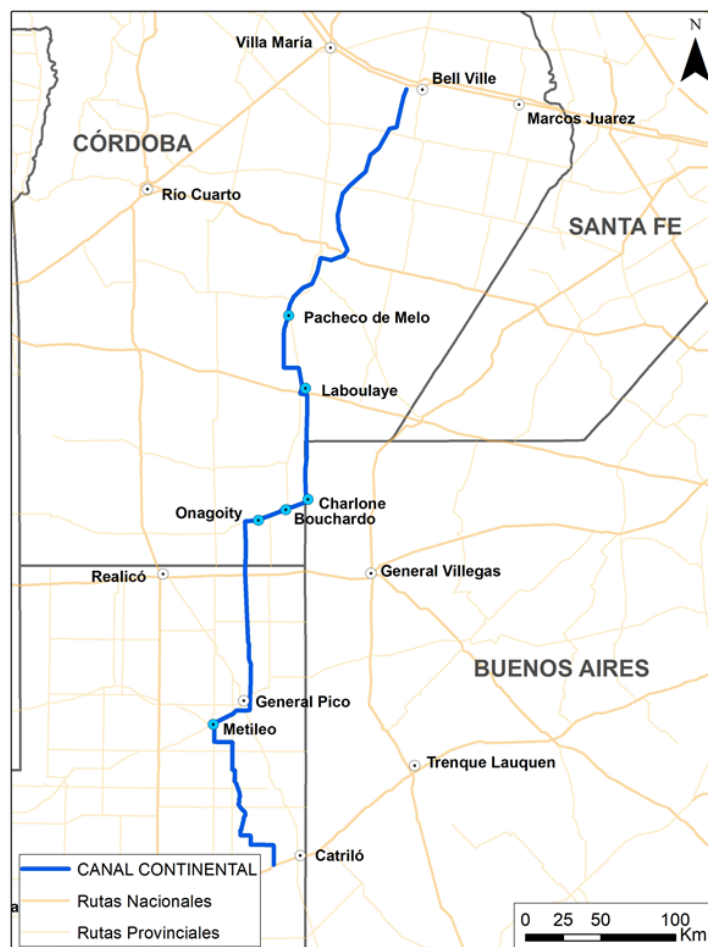 N
Villa María
Bell Ville
Marcos Juarez
CÓRDOBA
Río Cuarto
SANTA FE
Pacheco de Melo
Laboulaye
Charlone
Onagoity
Bouchardo
Realicó
General Villegas
BUENOS AIRES
General Pico
Metileo
Trenque Lauquen
Catriló
CANAL CONTINENTAL
Rutas Nacionales
Rutas Provinciales
a
0 25 50 100
Km